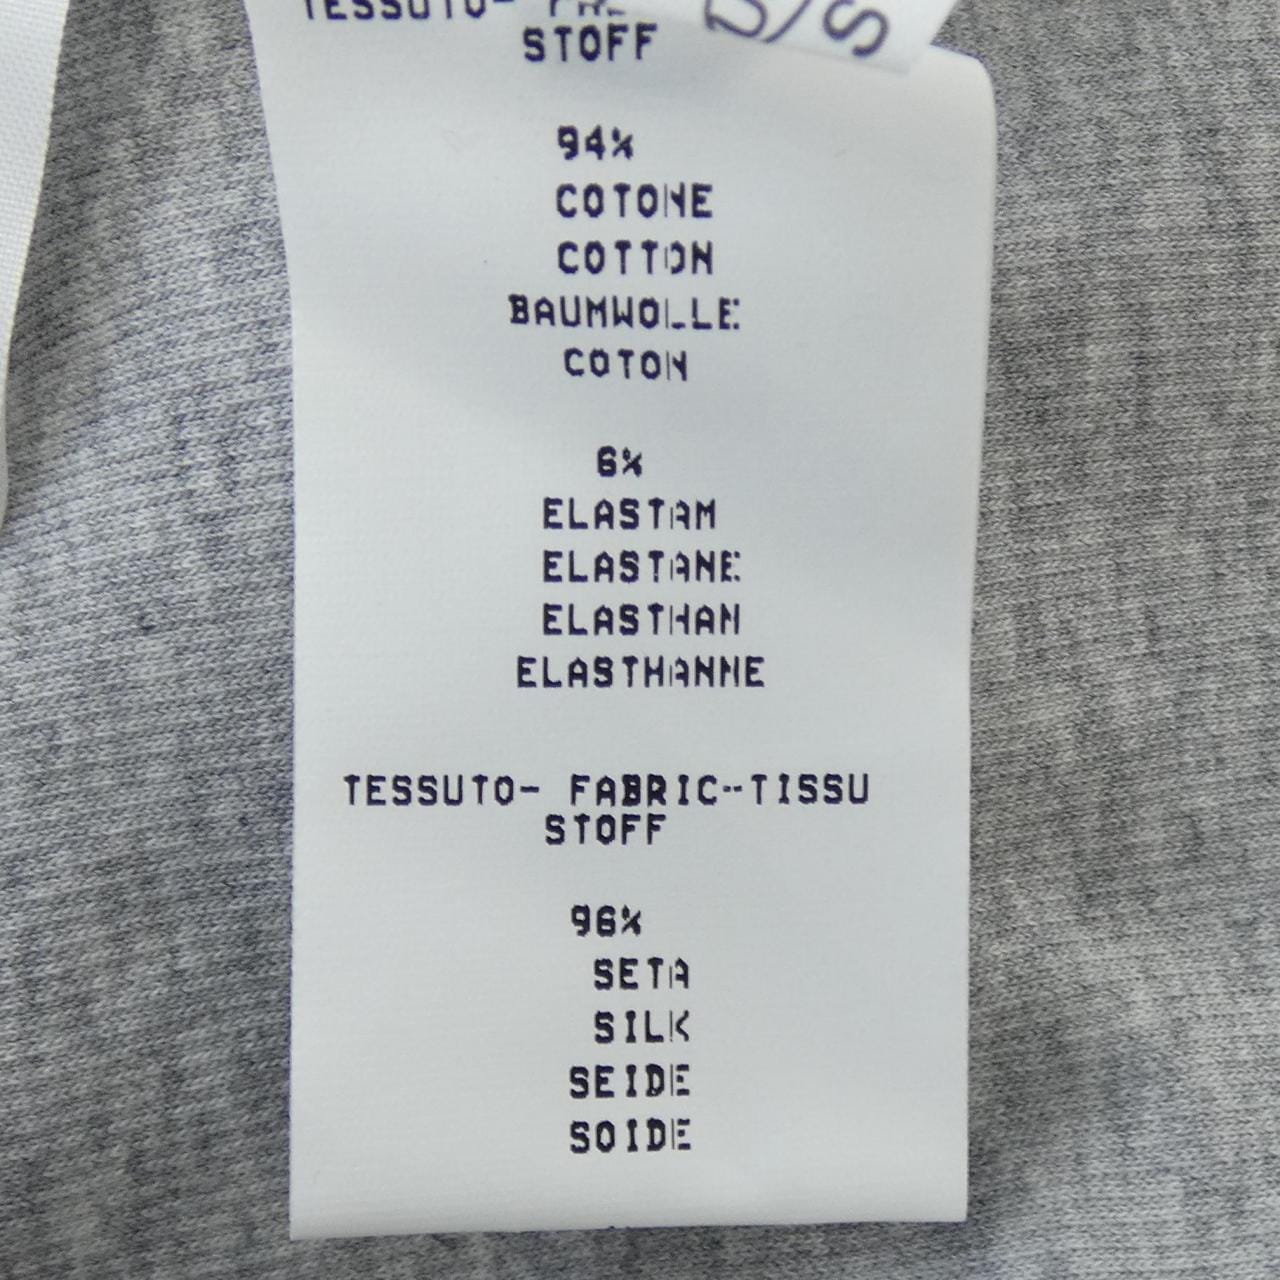 TESSUTO-
STOFF
94%
COTONE
COTTON
BAUMWOLLE
COTON
6%
ELASTAM
ELASTANE
ELASTHAN
ELASTHANNE
TESSUTO- FABRIC-TISSU
STOFF
96%
SETA
SILK
SEIDE
SOIDE